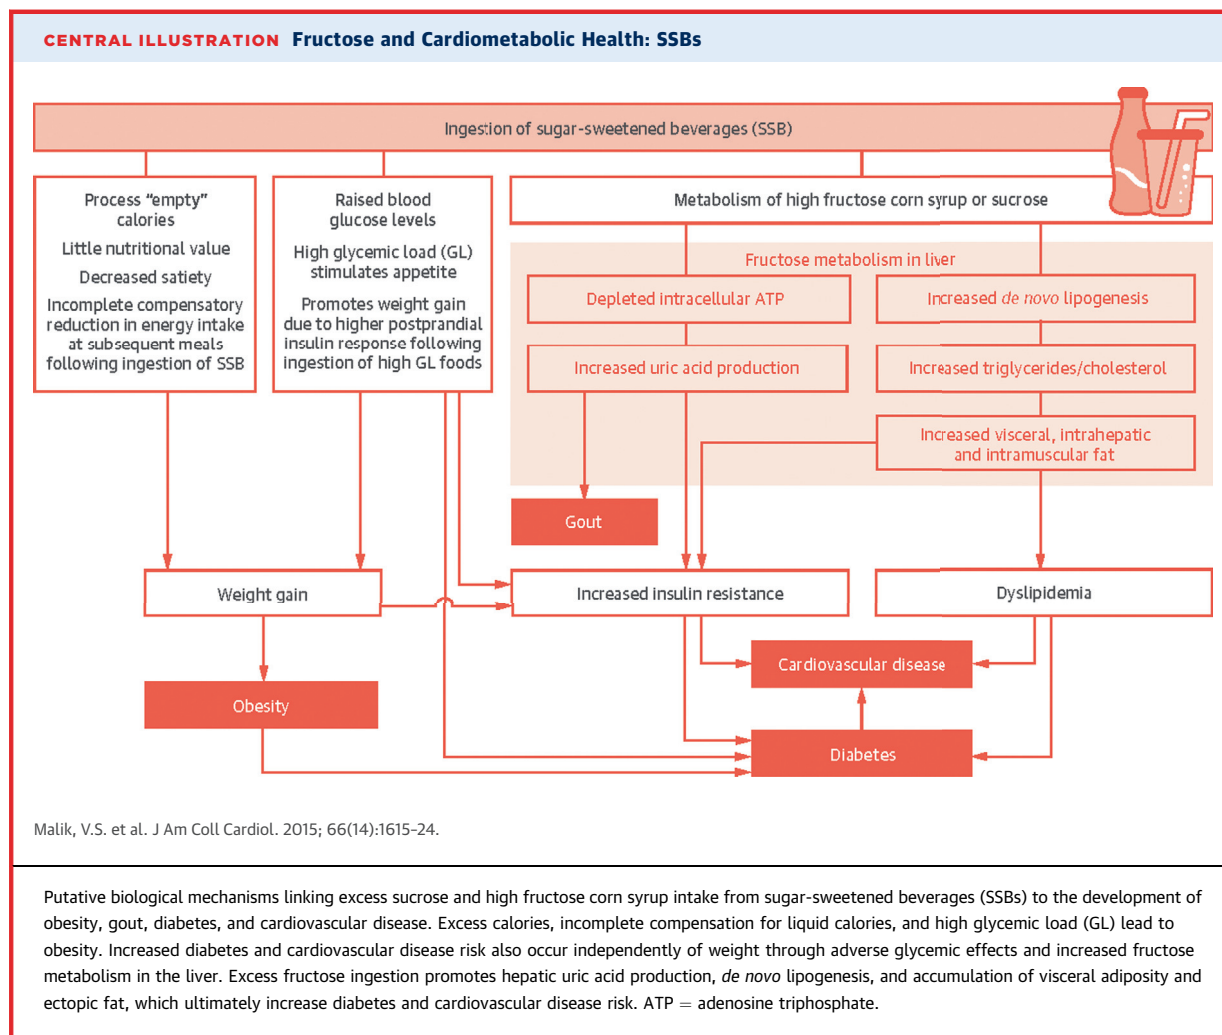 CENTRAL ILLUSTRATION Fructose and Cardiometabolic Health: SSBs
Ingestion of sugar-sweetened beverages (SSB)
Process “empty”
calories
Little nutritional value
Decreased satiety
Incomplete compensatory
reduction in energy intake
at subsequent meals
following ingestion of SSB
Raised blood
glucose levels
High glycemic load (GL)
stimulates appetite
Promotes weight gain
due to higher postprandial
insulin response following
ingestion of high GL foods
Metabolism of high fructose corn syrup or sucrose
Fructose metabolism in liver
Depleted intracellular ATP
Increased de novo lipogenesis
Increased uric acid production
Increased triglycerides/cholesterol
Increased visceral, intrahepatic
and intramuscular fat
Gout
Weight gain
Increased insulin resistance
Dyslipidemia
Cardiovascular disease
Obesity
Diabetes
Malik, V.S. et al. J Am Coll Cardiol. 2015; 66(14):1615–24.
Putative biological mechanisms linking excess sucrose and high fructose corn syrup intake from sugar-sweetened beverages (SSBs) to the development of
obesity, gout, diabetes, and cardiovascular disease. Excess calories, incomplete compensation for liquid calories, and high glycemic load (GL) lead to
obesity. Increased diabetes and cardiovascular disease risk also occur independently of weight through adverse glycemic effects and increased fructose
metabolism in the liver. Excess fructose ingestion promotes hepatic uric acid production, de novo lipogenesis, and accumulation of visceral adiposity and
ectopic fat, which ultimately increase diabetes and cardiovascular disease risk. ATP = adenosine triphosphate.